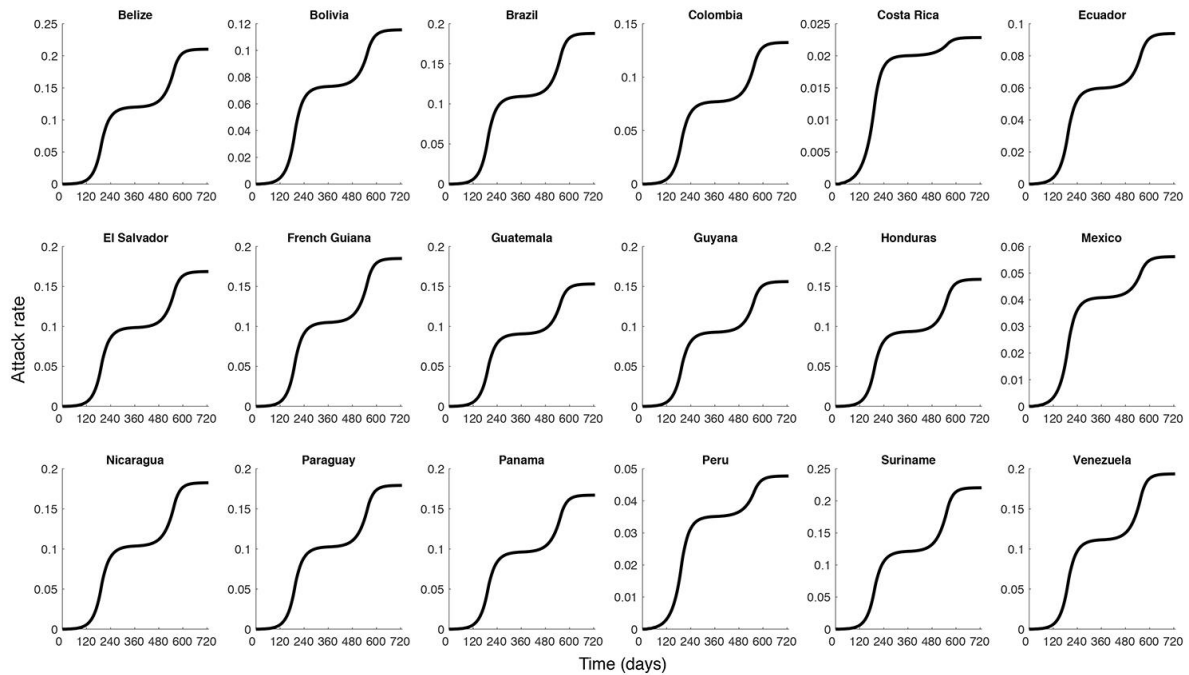 Belize Bolivia Brazil Colombia Costa Rica Ecuador
0.25 0.12 0.2 0.15 0.025 0.1
0.2 0.1 0.15 0.1 0.02 0.08
0.15 0.08 0.1 0.05 0.015 0.06
0.1 0.06 0.05 0 0.01 0.04
0.05 0.04 0 0.005 0.02
0 0.02 0 0
0
0 120 240 360 480 600 720 0 120 240 360 480 600 720 0 120 240 360 480 600 720 0 120 240 360 480 600 720 0 120 240 360 480 600 720 0 120 240 360 480 600 720
El Salvador French Guiana Guatemala Guyana Honduras Mexico
Attack rate
0.2 0.2 0.2 0.2 0.2 0.06
0.15 0.15 0.15 0.15 0.15 0.05
0.1 0.1 0.1 0.1 0.1 0.04
0.05 0.05 0.05 0.05 0.05 0.03
0 0 0 0 0 0.02
0.01
0
0 120 240 360 480 600 720 0 120 240 360 480 600 720 0 120 240 360 480 600 720 0 120 240 360 480 600 720 0 120 240 360 480 600 720 0 120 240 360 480 600 720
Nicaragua Paraguay Panama Peru Suriname Venezuela
0.2 0.2 0.2 0.05 0.25 0.2
0.15 0.15 0.15 0.04 0.2 0.15
0.1 0.1 0.1 0.03 0.15 0.1
0.05 0.05 0.05 0.02 0.1 0.05
0 0 0 0.01 0.05 0
0 0
0 120 240 360 480 600 720 0 120 240 360 480 600 720 0 120 240 360 480 600 720 0 120 240 360 480 600 720 0 120 240 360 480 600 720 0 120 240 360 480 600 720
Time (days)